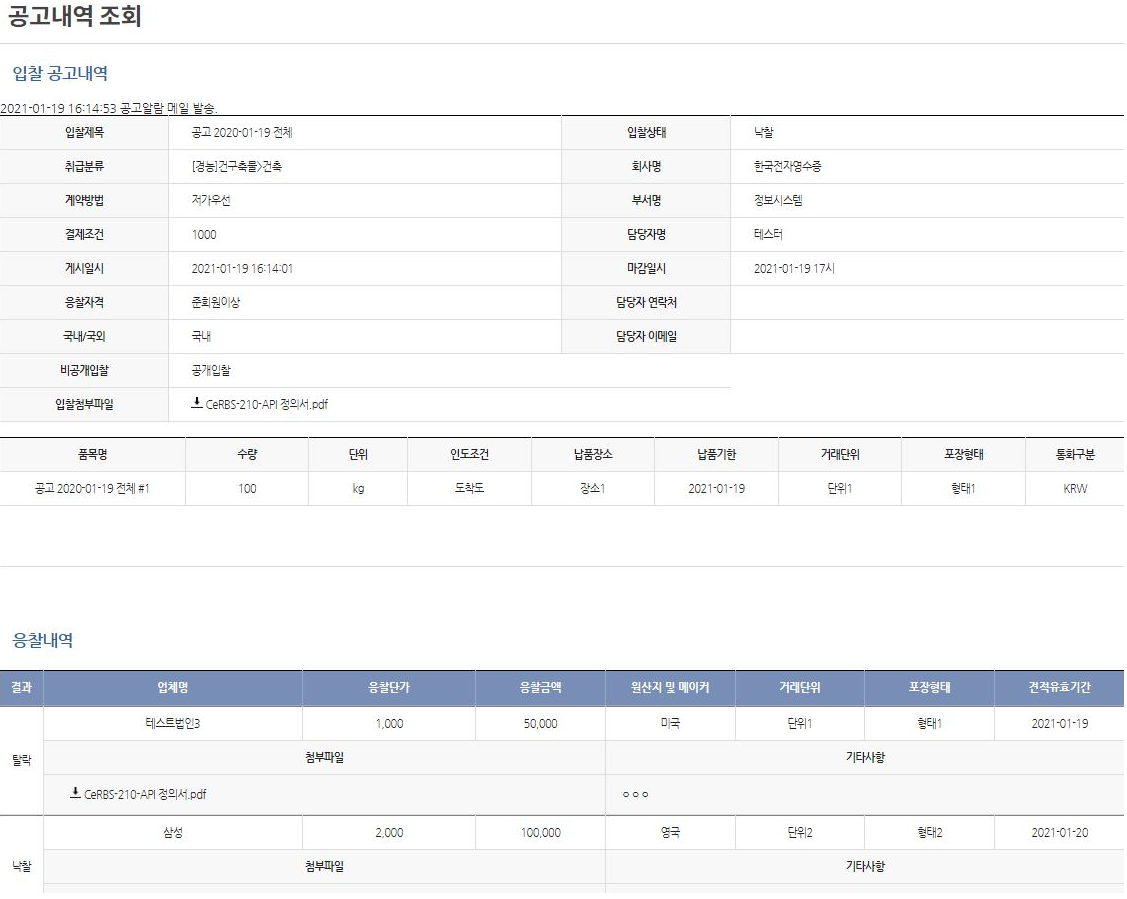 공고내역 조회
입찰 공고내역
2021-01-19 16:14:53 공고알람 메일 발송.
입찰제목 공고 2020-01-19 전체 입찰상태 낙찰
취급분류 [경농]건구축물>건축 회사명 한국전자영수증
계약방법 저가우선 부서명 정보시스템
결제조건 1000 담당자명 테스터
게시일시 2021-01-19 16:14:01 마감일시 2021-01-19 17시
응찰자격 준회원이상 담당자 연락처
국내/국외 국내 담당자 이메일
비공개입찰 공개입찰
입찰첨부파일 CeRBS-210-API 정의서.pdf
품목명 수량 단위 인도조건 납품장소 납품기한 거래단위 포장형태 통화구분
공고 2020-01-19 전체 #1 100 kg 도착도 장소1 2021-01-19 단위1 형태1 KRW
응찰내역
결과 업체명 응찰단가 응찰금액 원산지 및 메이커 거래단위 포장형태 견적유효기간
탈락 테스트법인3 1,000 50,000 미국 단위1 형태1 2021-01-19
첨부파일 기타사항
CeRBS-210-API 정의서.pdf ㅇㅇㅇ
낙찰 삼성 2,000 100,000 영국 단위2 형태2 2021-01-20
첨부파일 기타사항